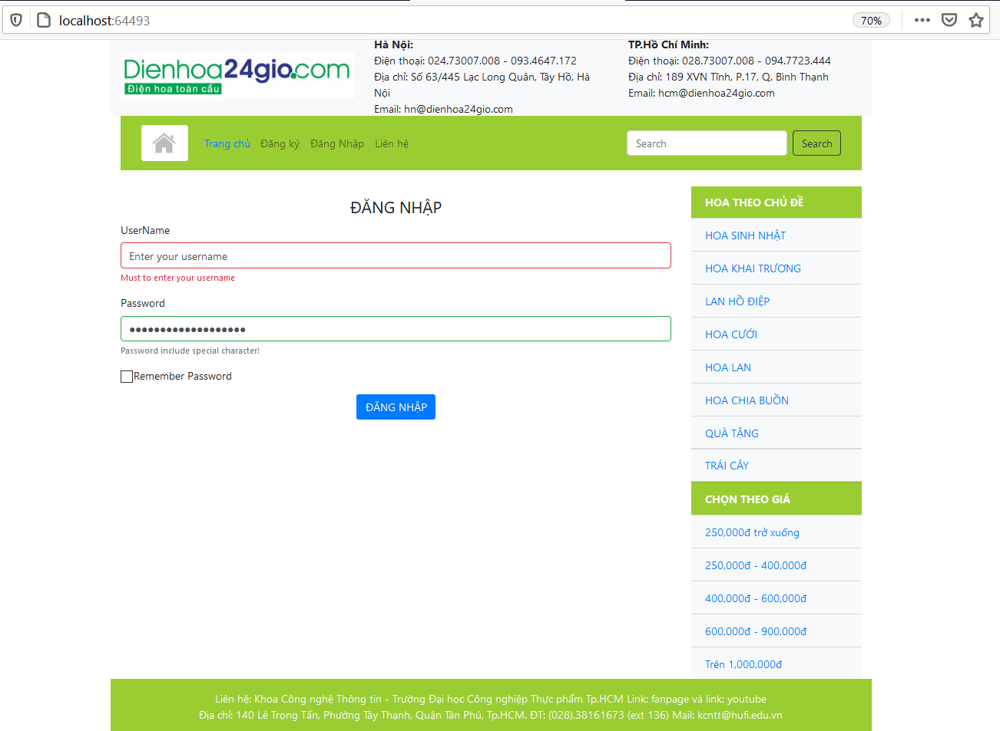 localhost:64493
70%
Dienhoa24gio.com
Điện hoa toàn cầu
Hà Nội:
Điện thoại: 024.73007.008 - 093.4647.172
Địa chỉ: Số 63/445 Lạc Long Quân, Tây Hồ, Hà
Nội
Email: hn@dienhoa24gio.com
TP.Hồ Chí Minh:
Điện thoại: 028.73007.008 - 094.7723.444
Địa chỉ: 189 XVN Tĩnh, P.17, Q. Bình Thạnh
Email: hcm@dienhoa24gio.com
Trang chủ Đăng ký Đăng Nhập Liên hệ Search Search
ĐĂNG NHẬP
UserName
Enter your username
Must to enter your username
Password
Password include special character!
Remember Password
ĐĂNG NHẬP
HOA THEO CHỦ ĐỀ
HOA SINH NHẬT
HOA KHAI TRƯƠNG
LAN HỒ ĐIỆP
HOA CƯỚI
HOA LAN
HOA CHIA BUỒN
QUÀ TẶNG
TRÁI CÂY
CHỌN THEO GIÁ
250,000đ trở xuống
250,000đ - 400,000đ
400,000đ - 600,000đ
600,000đ - 900,000đ
Trên 1,000,000đ
Liên hệ: Khoa Công nghệ Thông tin - Trường Đại học Công nghiệp Thực phẩm Tp.HCM Link: fanpage và link: youtube
Địa chỉ: 140 Lê Trọng Tấn, Phường Tây Thạnh, Quận Tân Phú, Tp.HCM. ĐT: (028).38161673 (ext 136) Mail: kcntt@hufi.edu.vn